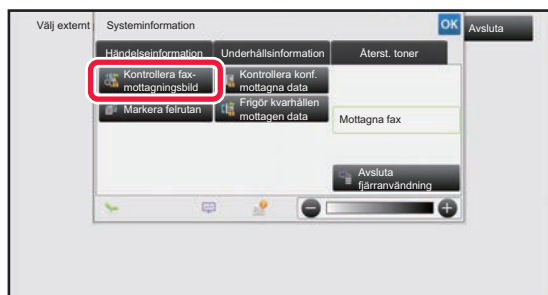 Välj externt
Systeminformation
OK
Avsluta
Händelseinformation
Underhållsinformation
Återst. toner
Kontrollera fax-
mottagningsbild
Kontrollera konf.
mottagna data
Markera felrutan
Frigör kvarhållen
mottagen data
Mottagna fax
Avsluta
fjärranvändning